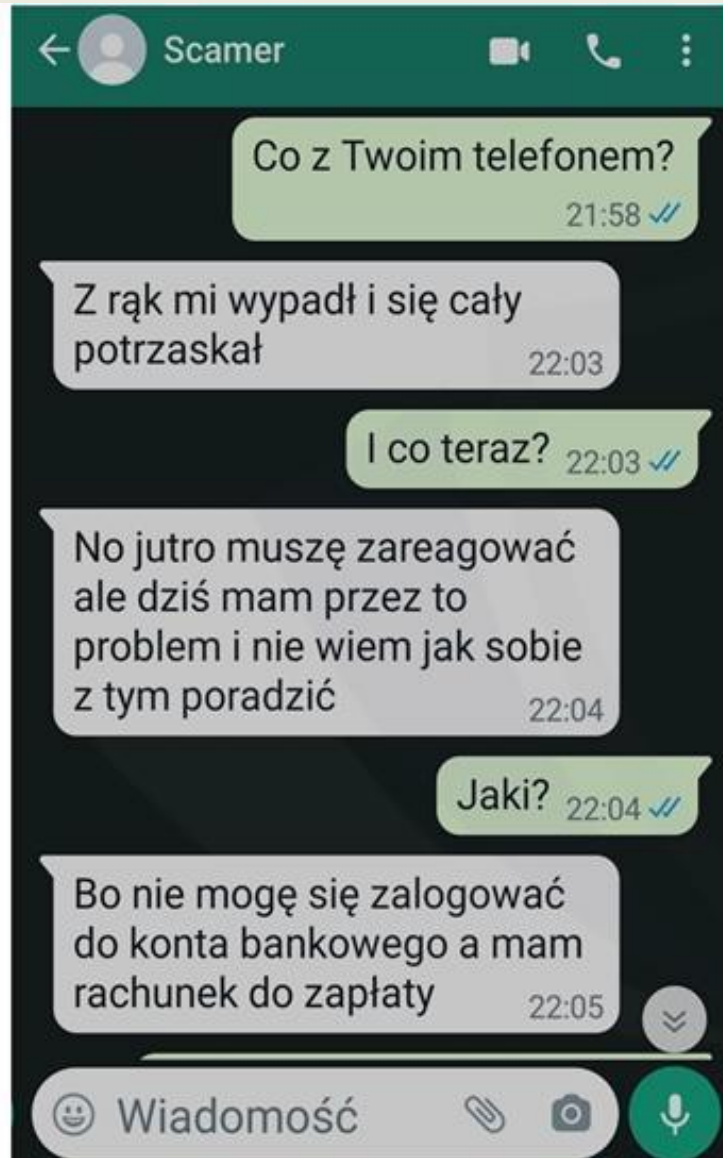 Scamer
Co z Twoim telefonem?
21:58
Z rąk mi wypadł i się cały
potrzaskał
22:03
I co teraz? 22:03
No jutro muszę zareagować
ale dziś mam przez to
problem i nie wiem jak sobie
z tym poradzić
22:04
Jaki? 22:04
Bo nie mogę się zalogować
do konta bankowego a mam
rachunek do zapłaty
22:05
Wiadomość